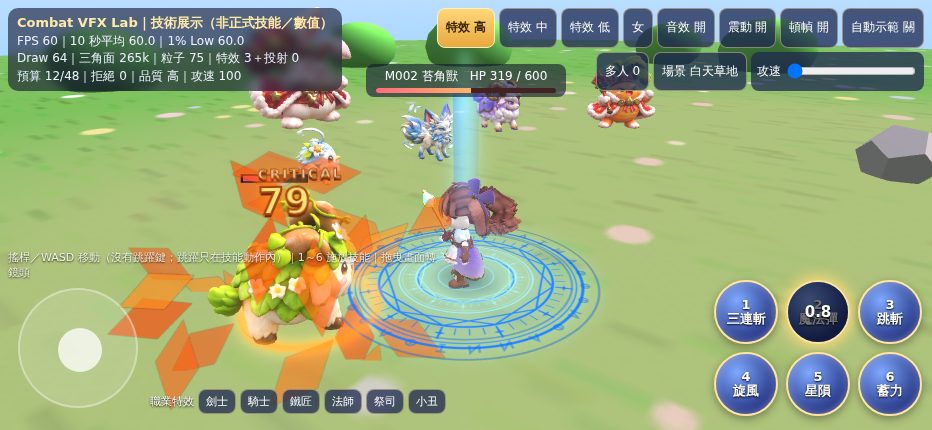 Combat VFX Lab｜技術展示（非正式技能／數值）
FPS 60｜10 秒平均 60.0｜1% Low 60.0
Draw 64｜三角面 265k｜粒子 75｜特效 3＋投射 0
預算 12/48｜拒絕 0｜品質 高｜攻速 100
特效 高
特效 中
特效 低
女
音效 開
震動 開
頓幀 開
自動示範 關
多人 0
場景 白天草地
攻速
M002 苔角獸 HP 319 / 600
CRITICAL
79
搖桿／WASD 移動（沒有跳躍鍵；跳躍只在技能動作內）｜1~6 施放技能｜拖曳畫面轉
鏡頭
1
三連斬
2
魔法彈
0.8
3
跳斬
4
旋風
5
星隕
6
蓄力
職業特效
劍士
騎士
鐵匠
法師
祭司
小丑